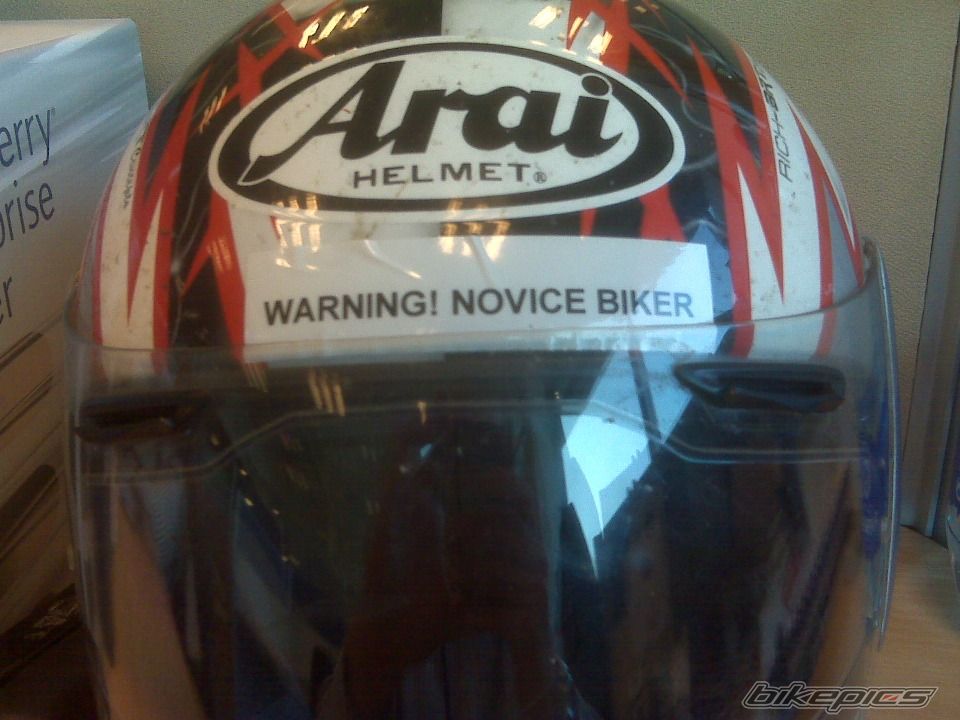 Arai
HELMET®
WARNING! NOVICE BIKER
erry
prise
er
bikepics